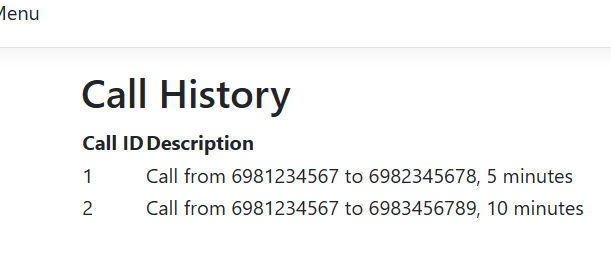 Menu
Call History
Call ID Description
1 Call from 6981234567 to 6982345678, 5 minutes
2 Call from 6981234567 to 6983456789, 10 minutes